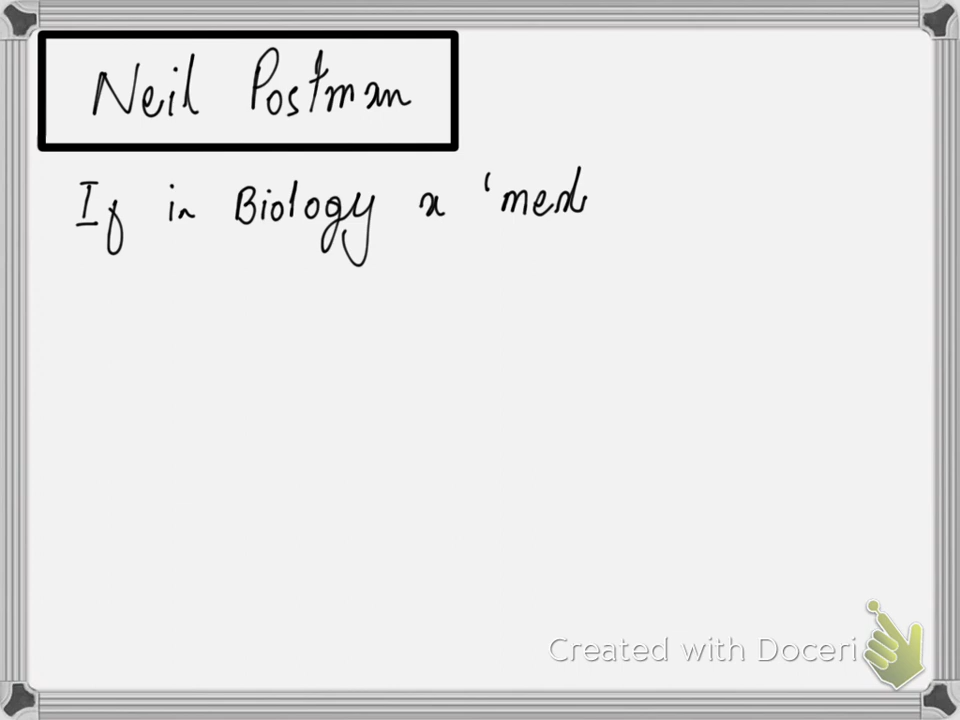 Neil Postman
If in Biology a 'med
Created with Doceri